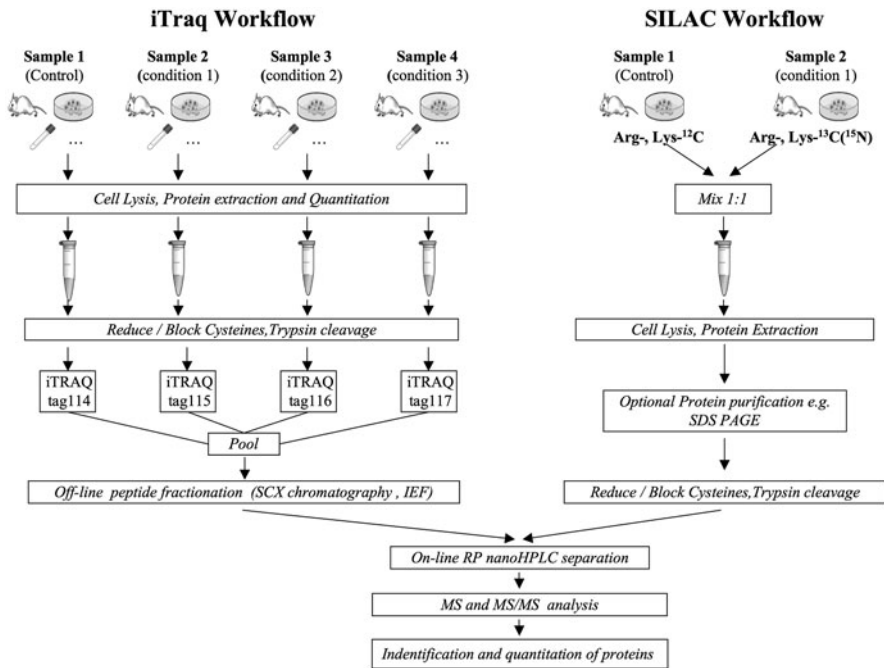 iTraq Workflow
Sample 1
(Control)
Sample 2
(condition 1)
Sample 3
(condition 2)
Sample 4
(condition 3)
...
...
...
...
Cell Lysis, Protein extraction and Quantitation
Reduce / Block Cysteines,Trypsin cleavage
iTRAQ
tag114
iTRAQ
tag115
iTRAQ
tag116
iTRAQ
tag117
Pool
Off-line peptide fractionation (SCX chromatography , IEF)
SILAC Workflow
Sample 1
(Control)
Sample 2
(condition 1)
Arg-, Lys-¹²C
Arg-, Lys-¹³C(¹⁵N)
Mix 1:1
Cell Lysis, Protein Extraction
Optional Protein purification e.g.
SDS PAGE
Reduce / Block Cysteines,Trypsin cleavage
On-line RP nanoHPLC separation
MS and MS/MS analysis
Indentification and quantitation of proteins